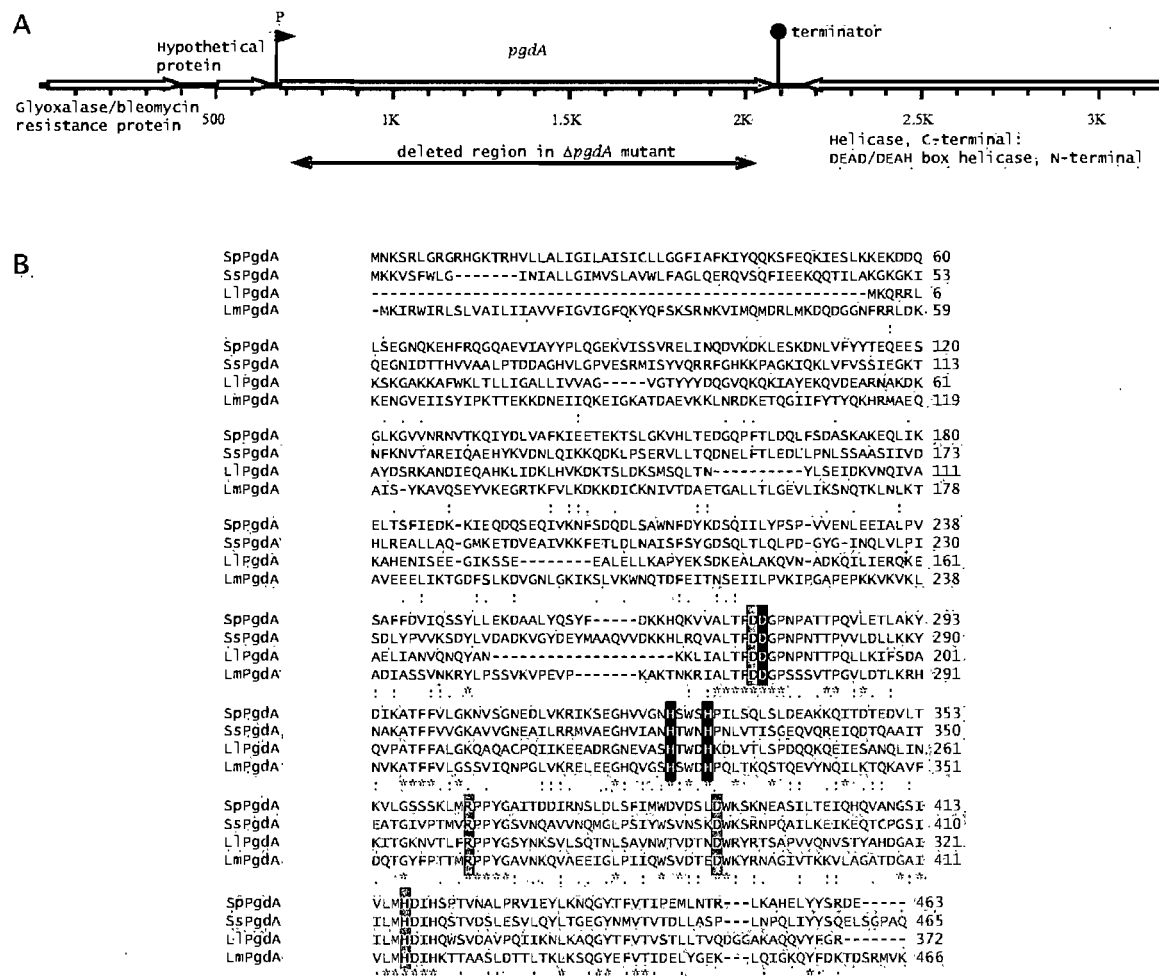 A
P
Hypothetical
protein
pgdA
terminator
Glyoxalase/bleomycin
resistance protein
500
1K
1.5K
2K
2.5K
3K
deleted region in ΔpgdA mutant
Helicase, C-terminal:
DEAD/DEAH box helicase, N-terminal
B
SpPgdA MNKSRLGRGRHGKTRHVLLALIGILAISICLLGGFIAFKIYQQKSFEQKIESLKKEKDDQ 60
SsPgdA MKKVSFWLG-------INIALLGIMVSLAVWLFAGLQERQVSQFIEEKQQTILAKGKGKI 53
LlPgdA ------------------------------------------------------MKQRRL 6
LmPgdA -MKIRWIRLSLVAILIIAVVFIGVIGFQKYQFSKSRNKVIMQMDRLMKDQDGGNFRRLDK 59
SpPgdA LSEGNQKEHFRQGQAEVIAYYPLQGEKVISSVRELINQDVKDKLESKDNLVFYYTEQEES 120
SsPgdA QEGNIDTTHVVAALPTDDAGHVLGPVESRMISYVQRRFGHKKPAGKIQKLVFVSSIEGKT 113
LlPgdA KSKGAKKAFWKLTLLIGALLIVVAG-----VGTYYYDQGVQKQKIAYEKQVDEARNAKDK 61
LmPgdA KENGVEIISYIPKTTEKKDNEIIQKEIGKATDAEVKKLNRDKETQGIIFYTYQKHRMAEQ 119
SpPgdA GLKGVVNRNVTKQIYDLVAFKIEETEKTSLGKVHLTEDGQPFTLDQLFSDASKAKEQLIK 180
SsPgdA NFKNVTAREIQAEHYKVDNLQIKKQDKLPSERVLLTQDNELFTLEDLLPNLSSAASIIVD 173
LlPgdA AYDSRKANDIEQAHKLIDKLHVKDKTSLDKSMSQLTN---------YLSEIDKVNQIVA 111
LmPgdA AIS-YKAVQSEYVKEGRTKFVLKDKKDICKNIVTDAETGALLTLGEVLIKSNQTKLNLKT 178
SpPgdA ELTSFIEDK-KIEQDQSEQIVKNFSDQDLSAWNFDYKDSQIILYPSP-VVENLEEIALPV 238
SsPgdA HLREALLAQ-GMKETDVEAIVKKFETLDLNAISFSYGDSQLTLQLPD-GYG-INQLVLPI 230
LlPgdA KAHENISEE-GIKSSE-------EALELLKAPYEKSDKEALAKQVN-ADKQILIERQKE 161
LmPgdA AVEEELIKTGDFSLKDVGNLGKIKSLVKWNQTDFEITNSEIILPVKIPGAPEPKKVKVKL 238
SpPgdA SAFFDVIQSSYLLEKDAALYQSYF-----DKKHQKVVALTFDDGPNPATTPQVLETLAKY 293
SsPgdA SDLYPVVKSDYLVDADKVGYDEYMAAQVVDKKHLRQVALTFDDGPNPNTTPVVLDLLKKY 290
LlPgdA AELIANVQNQYAN-----------------KKLIALTFDDGPNPNTTPQLLKIFSDA 201
LmPgdA ADIASSVNKRYLPSSVKVPEVP------KAKTNKRIALTFDDGPSSSVTPGVLDTLKRH 291
SpPgdA DIKATFFVLGKNVSGNEDLVKRIKSEGHVVGNHSWSHPILSQLSLDEAKKQITDTEDVLT 353
SsPgdA NAKATFFVVGKAVVGNEAILRRMVAEGHVIANHTWNHPNLVTISGEQVQREIQDTQAAIT 350
LlPgdA QVPATFFALGKQAQACPQIIKEEADRGNEVASHTWDHKDLVTLSPDQQKQEIESANQLIN 261
LmPgdA NVKATFFVLGSSVIQNPGLVKRELEEGHQVGSHSWDHPQLTKQSTQEVYNQILKTQKAVF 351
SpPgdA KVLGSSSKLMRPPYGAITDDIRNSLDLSFIMWDVDSLDWKSKNEASILTEIQHQVANGSI 413
SsPgdA EATGIVPTMVRPPYGSVNQAVVNQMGLPSIYWSVNSKDWKSRNPQAILKEIKEQTCPGSI 410
LlPgdA KITGKNVTLFRPPYGSYNKSVLSQTNLSAVNWTVDTNDWRYRTSAPVVQNVSTYAHDGAI 321
LmPgdA DQTGYFPTTMRPPYGAVNKQVAEEIGLPIIQWSVDTEDWKYRNAGIVTKKVLAGATDGAI 411
SpPgdA VLMHDIHSPTVNALPRVIEYLKNQGYTFVTIPEMLNTR---LKAHELYYSRDE----- 463
SsPgdA ILMHDIHQSTVDSLESVLQYLTGEGYNMVTVTDLLASP---LNPQLIYYSQELSGPAQ 465
LlPgdA ILMHDIHQWSVDAVPQIIKNLKAQGYTFVTVSTLLTVQDGGAKAQQVYFGR------- 372
LmPgdA VLMHDIHKTTAASLDTTLTKLKSQGYEFVTIDELYGEK---LQIGKQYFDKTDSRMVK 466